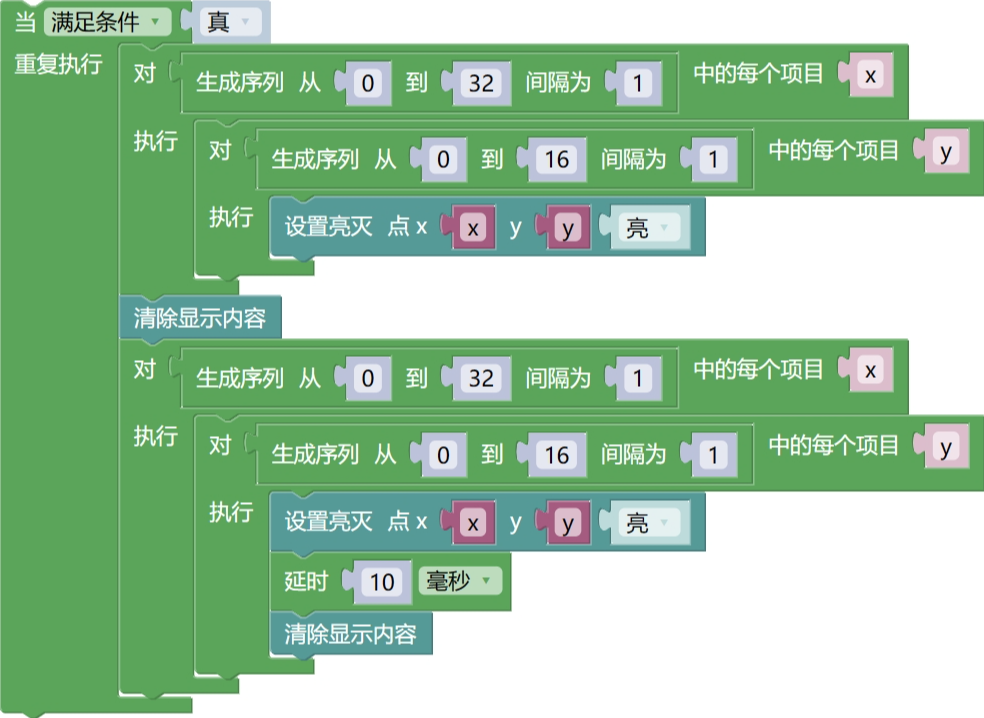 当 满足条件 真
重复执行 对 生成序列 从 0 到 32 间隔为 1 中的每个项目 x
执行 对 生成序列 从 0 到 16 间隔为 1 中的每个项目 y
执行 设置亮灭 点 x x y y 亮
清除显示内容
对 生成序列 从 0 到 32 间隔为 1 中的每个项目 x
执行 对 生成序列 从 0 到 16 间隔为 1 中的每个项目 y
执行 设置亮灭 点 x x y y 亮
延时 10 毫秒
清除显示内容